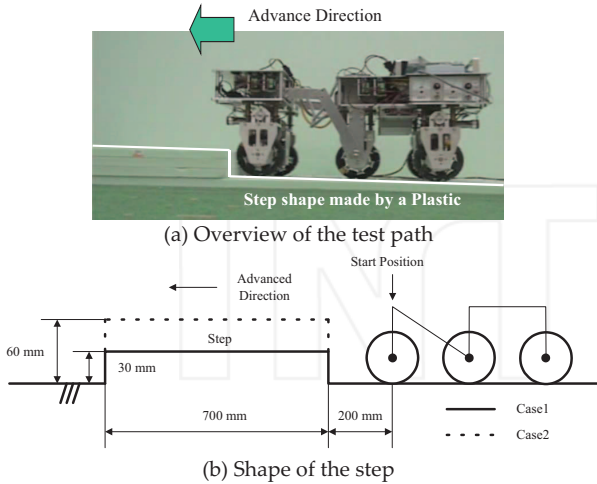 Advance Direction
Step shape made by a Plastic
(a) Overview of the test path
Start Position
Advanced
Direction
Step
60 mm
30 mm
700 mm
200 mm
Case1
Case2
(b) Shape of the step